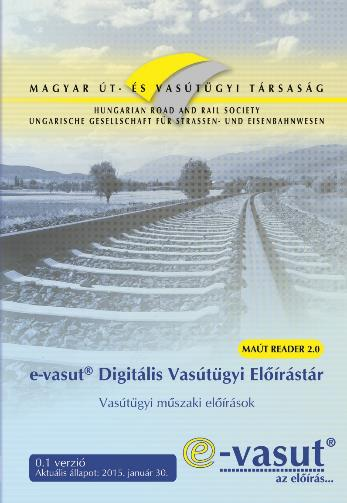 MAGYAR ÚT- ÉS VASÚTÜGYI TÁRSASÁG
HUNGARIAN ROAD AND RAIL SOCIETY
UNGARISCHE GESELLSCHAFT FÜR STRASSEN- UND EISENBAHNWESEN
MAÚT READER 2.0
e-vasut® Digitális Vasútügyi Előírástár
Vasútügyi műszaki előírások
0.1 verzió
Aktuális állapot: 2015. január 30.
e-vasut®
az előírás...